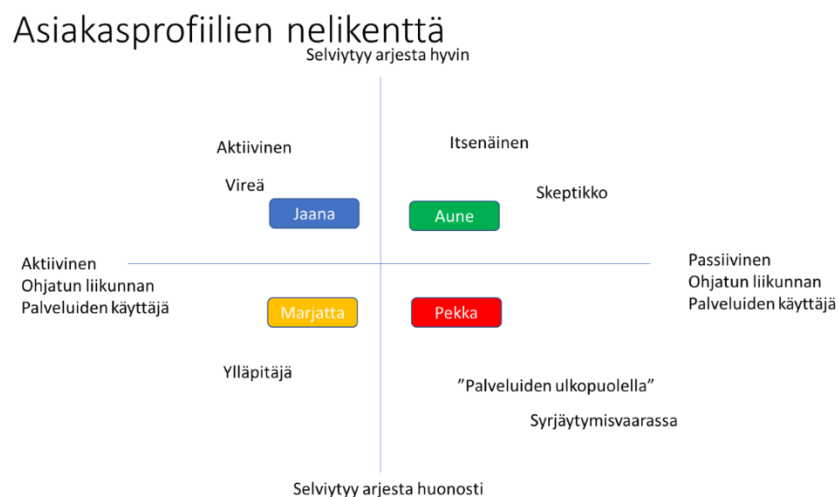 Asiakasprofiilien nelikenttä
Selviytyy arjesta hyvin
Aktiivinen
Vireä
Jaana
Itsenäinen
Skeptikko
Aune
Aktiivinen
Ohjatun liikunnan
Palveluiden käyttäjä
Passiivinen
Ohjatun liikunnan
Palveluiden käyttäjä
Marjatta
Ylläpitäjä
Pekka
”Palveluiden ulkopuolella”
Syrjäytymisvaarassa
Selviytyy arjesta huonosti